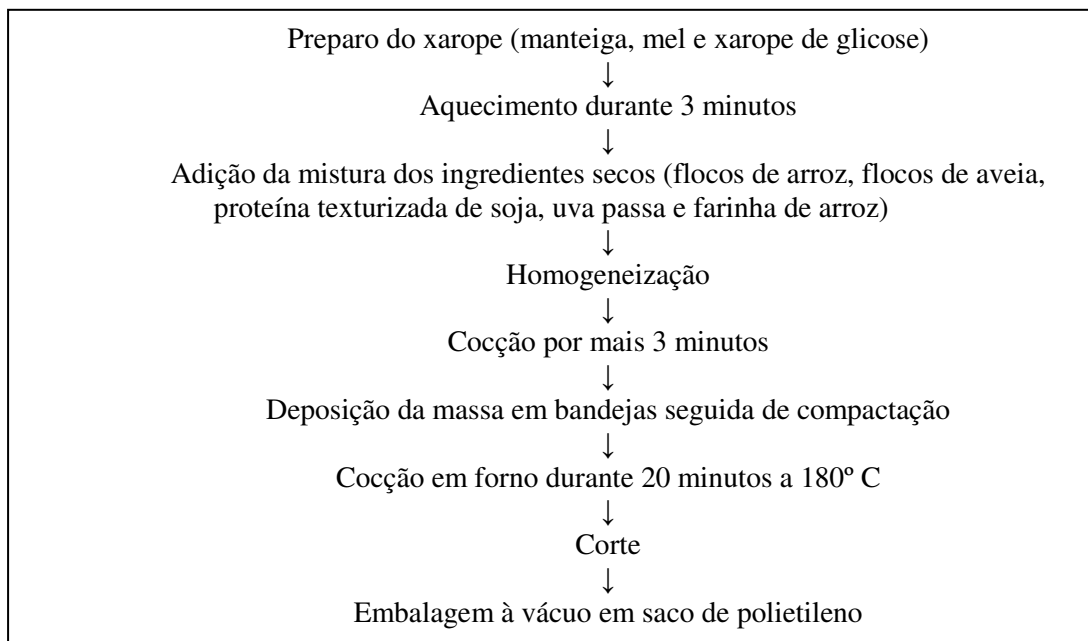 Preparo do xarope (manteiga, mel e xarope de glicose)
↓
Aquecimento durante 3 minutos
↓
Adição da mistura dos ingredientes secos (flocos de arroz, flocos de aveia,
proteína texturizada de soja, uva passa e farinha de arroz)
↓
Homogeneização
↓
Cocção por mais 3 minutos
↓
Deposição da massa em bandejas seguida de compactação
↓
Cocção em forno durante 20 minutos a 180º C
↓
Corte
↓
Embalagem à vácuo em saco de polietileno